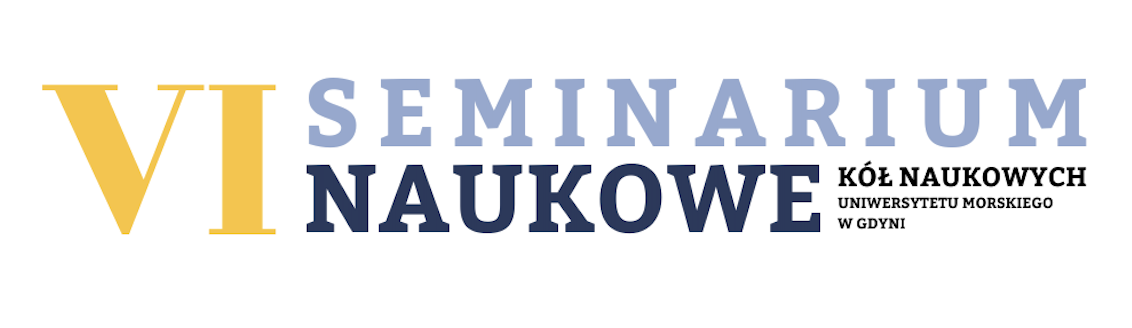 VI
SEMINARIUM
NAUKOWE
KÓŁ NAUKOWYCH
UNIWERSYTETU MORSKIEGO
W GDYNI